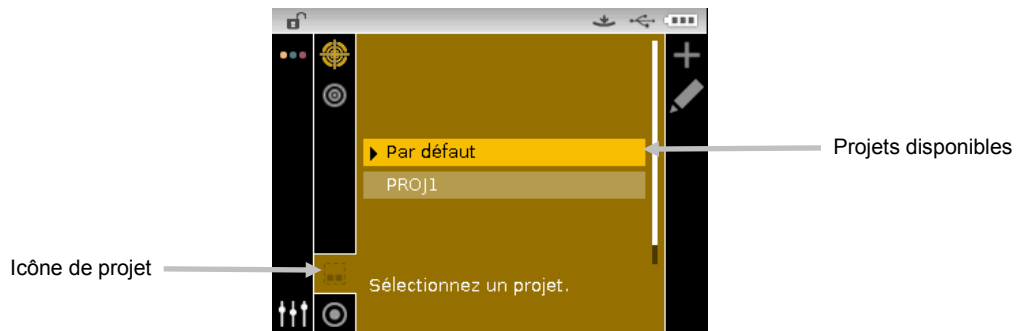 Par défaut
Projets disponibles
PROJ1
Icône de projet
Sélectionnez un projet.